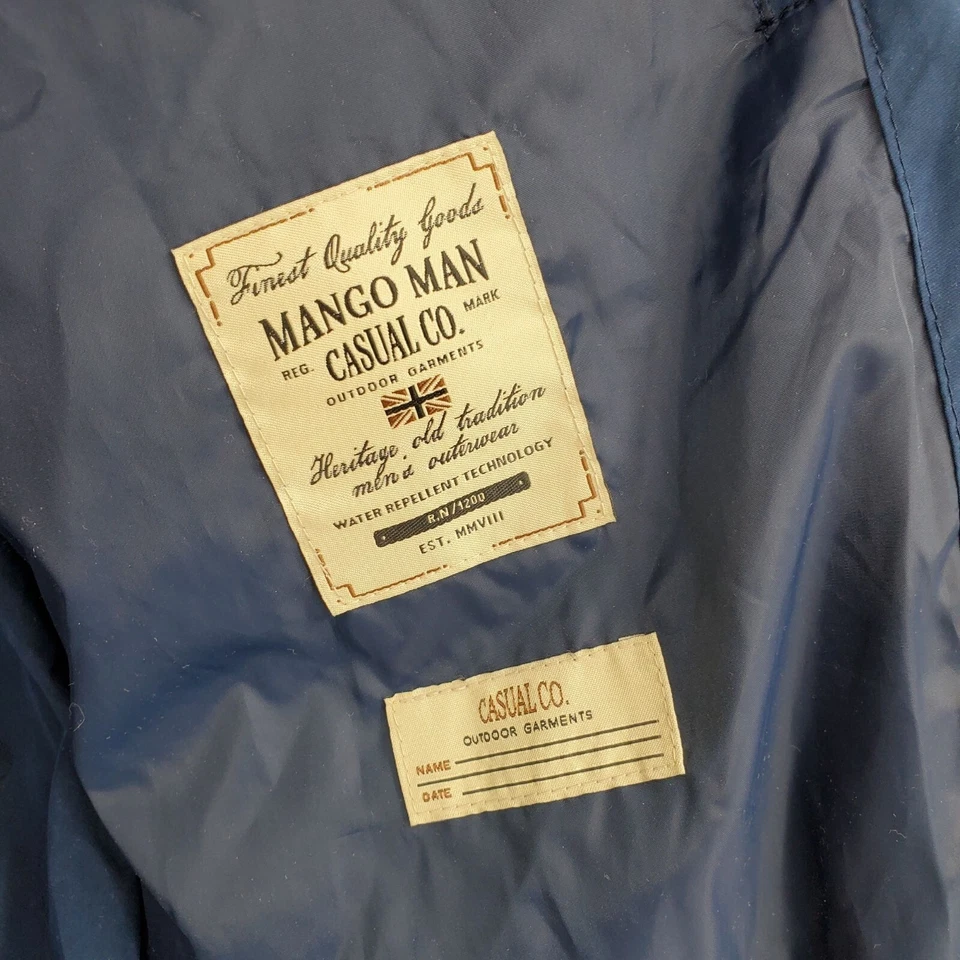 Finest Quality Goods
MANGO MAN
REG. CASUAL CO. MARK
OUTDOOR GARMENTS
Heritage old tradition
men's outerwear
WATER REPELLENT TECHNOLOGY
R.N/1200
EST. MMVIII
CASUAL CO.
OUTDOOR GARMENTS
NAME
DATE